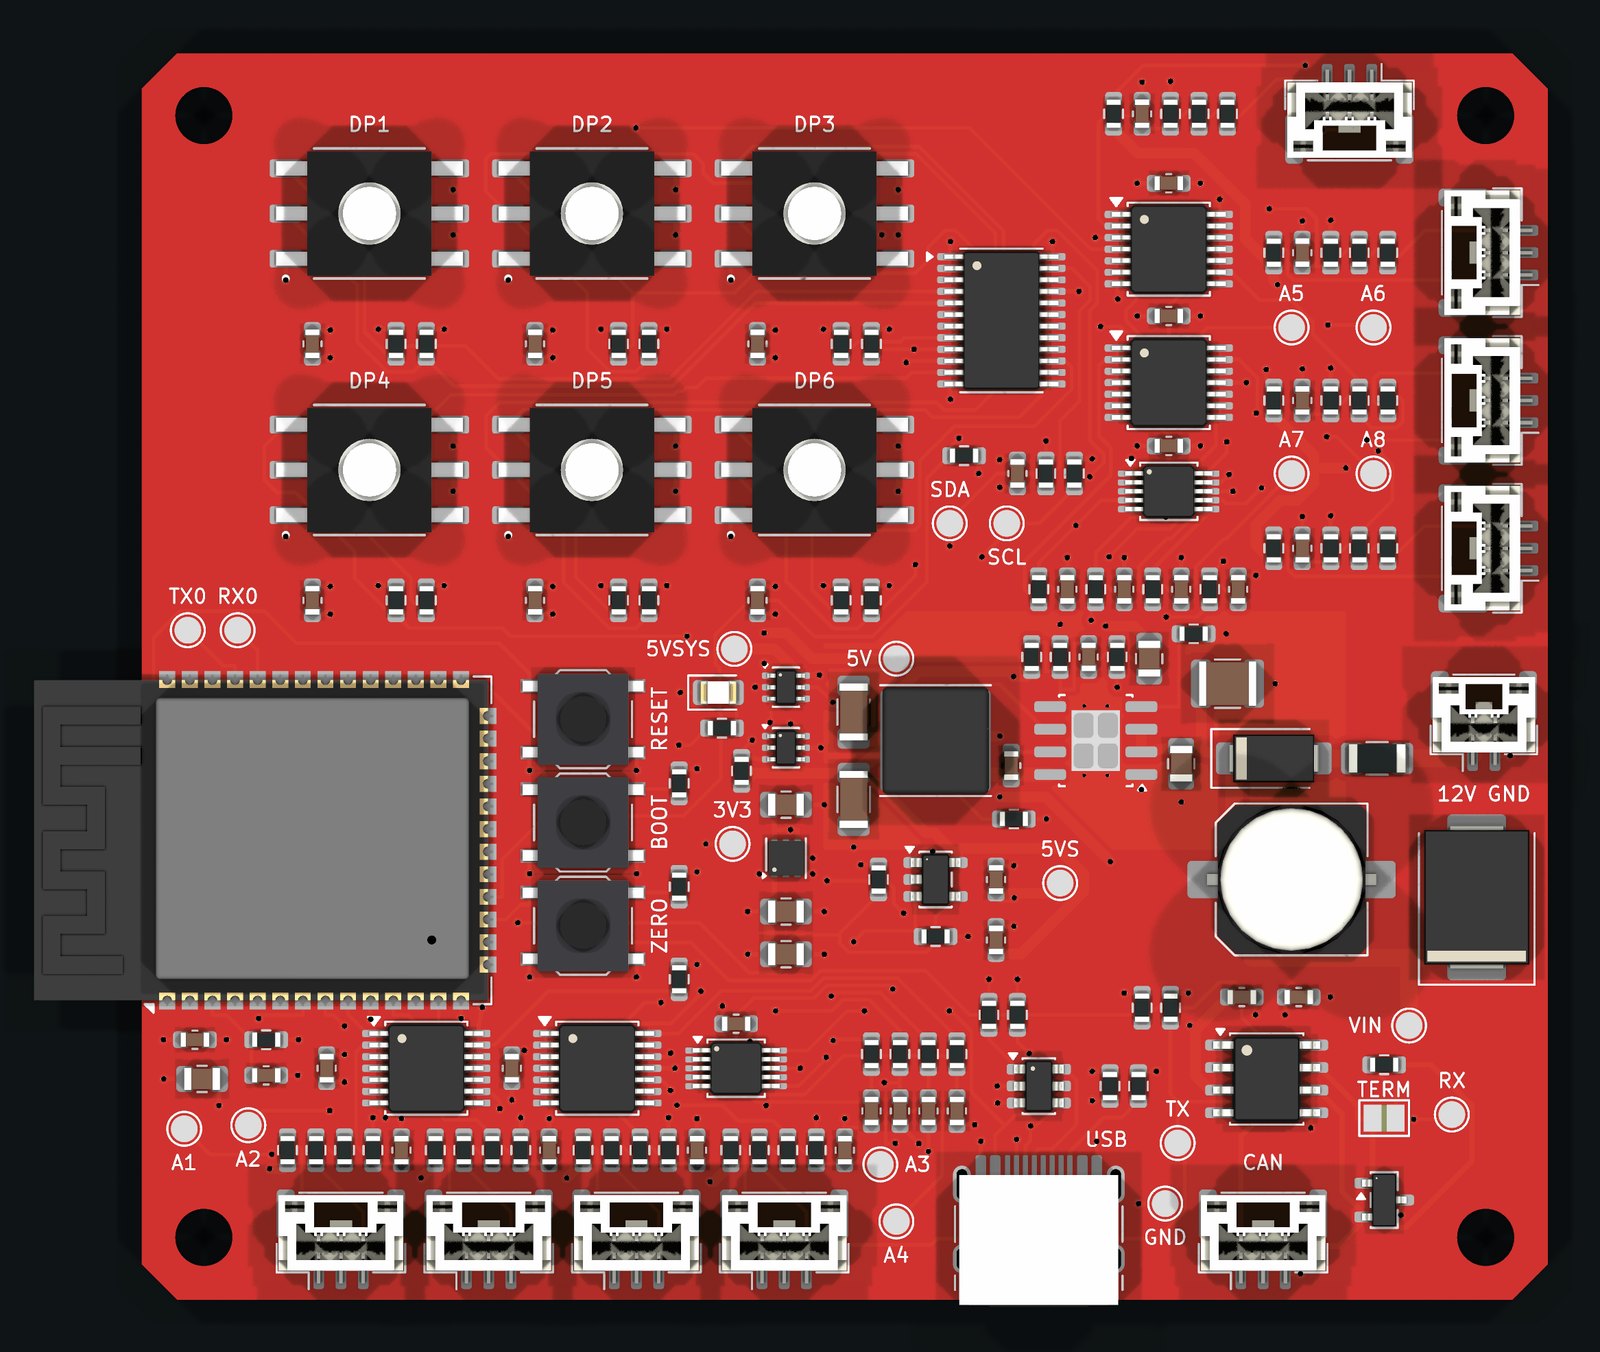 DP1 DP2 DP3
A5 A6
DP4 DP5 DP6
A7 A8
SDA
SCL
TX0 RX0
5VSYS
5V
RESET
12V GND
3V3
BOOT
5VS
ZERO
VIN
TERM
RX
TX
USB
A1
A2
A3
CAN
GND
A4